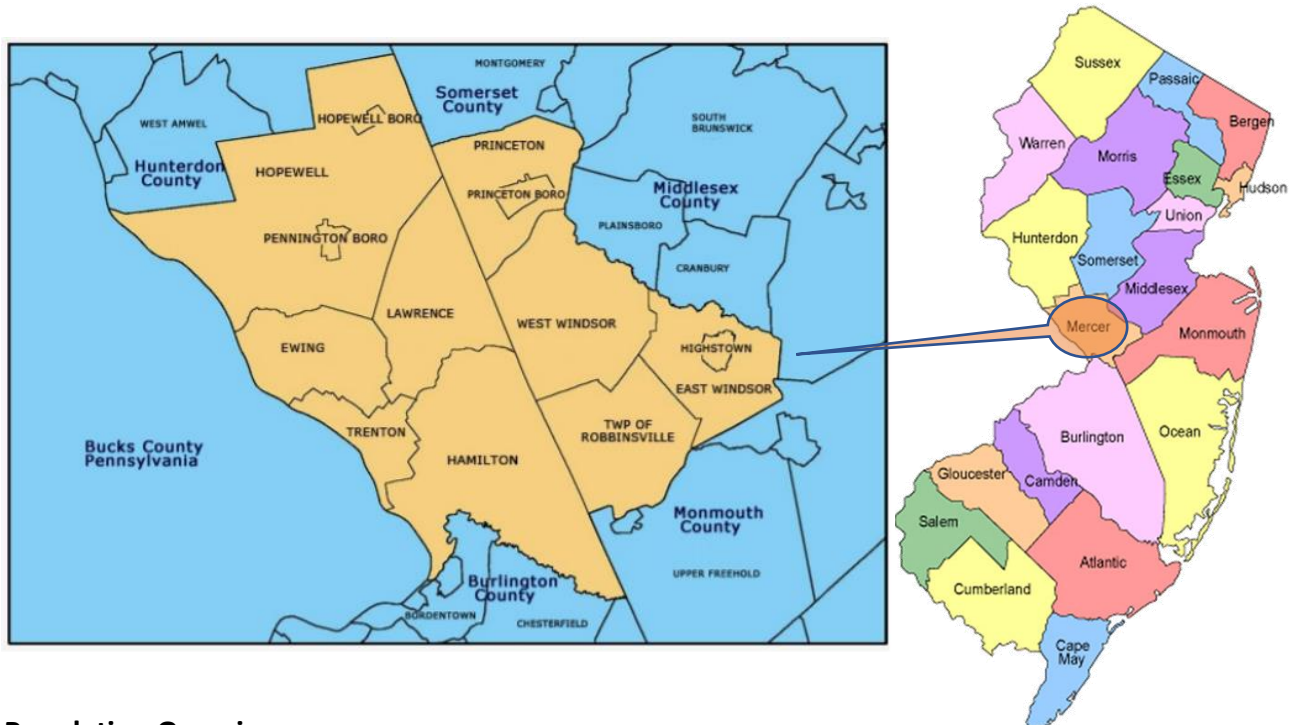 MONTGOMERY
Somerset
County
HOPEWELL BORO
WEST AMWEL
SOUTH
BRUNSWICK
PRINCETON
Hunterdon
County
HOPEWELL
PRINCETON BORO
Middlesex
County
PLAINSBORO
PENNINGTON BORO
CRANBURY
LAWRENCE
WEST WINDSOR
EWING
HIGHSTOWN
EAST WINDSOR
TRENTON
TWP OF
ROBBINSVILLE
Bucks County
Pennsylvania
HAMILTON
Monmouth
County
UPPER FREEHOLD
Burlington
County
BORDENTOWN
CHESTERFIELD
Sussex
Passaic
Bergen
Warren
Morris
Essex
Hudson
Union
Hunterdon
Somerset
Middlesex
Mercer
Monmouth
Burlington
Ocean
Gloucester
Camden
Salem
Atlantic
Cumberland
Cape
May